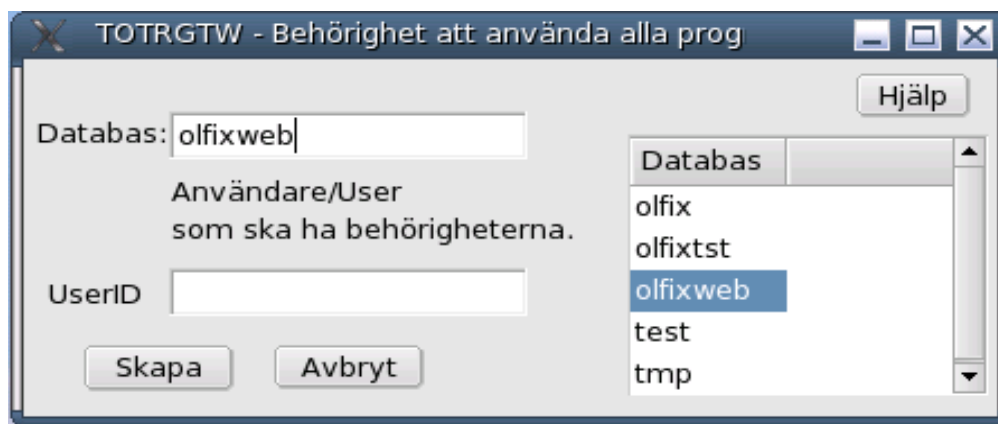 TOTRGTW - Behörighet att använda alla prog
Hjälp
Databas: olfixweb
Användare/User
som ska ha behörigheterna.
UserID
Skapa Avbryt
Databas
olfix
olfixtst
olfixweb
test
tmp